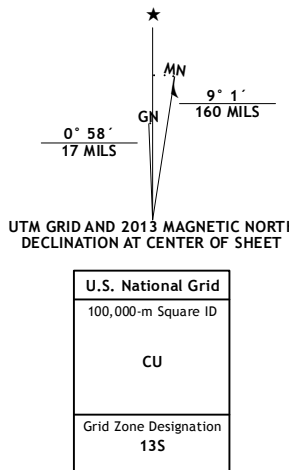 ★
MN
GN
9° 1´
160 MILS
0° 58´
17 MILS
UTM GRID AND 2013 MAGNETIC NORTH
DECLINATION AT CENTER OF SHEET
U.S. National Grid
100,000-m Square ID
CU
Grid Zone Designation
13S